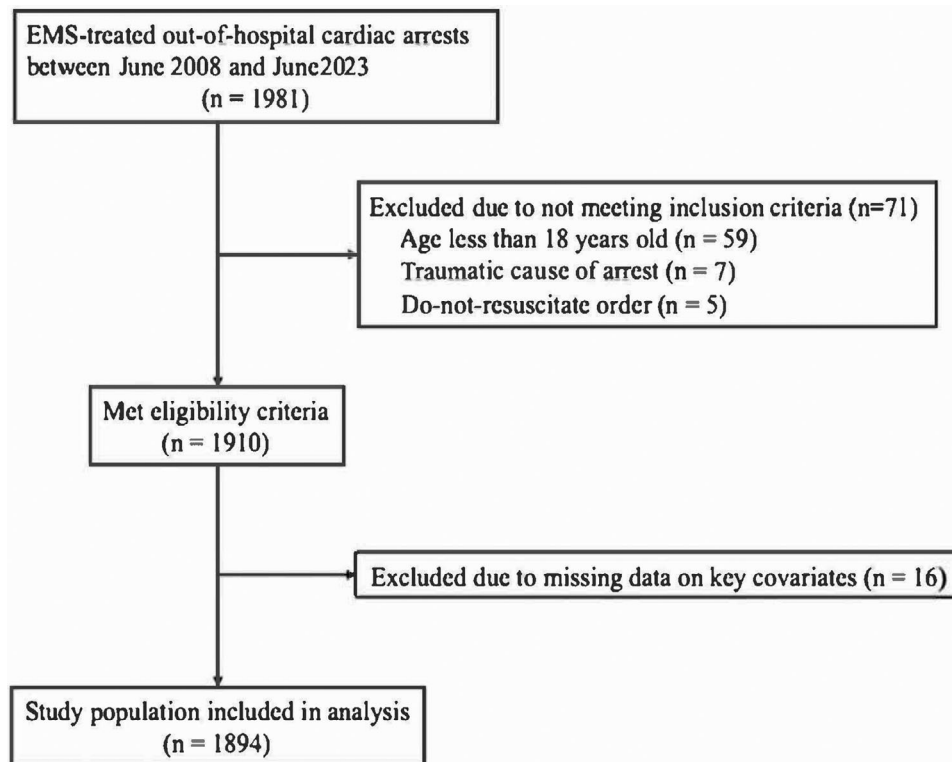 EMS-treated out-of-hospital cardiac arrests
between June 2008 and June2023
(n = 1981)
Excluded due to not meeting inclusion criteria (n=71)
Age less than 18 years old (n = 59)
Traumatic cause of arrest (n = 7)
Do-not-resuscitate order (n = 5)
Met eligibility criteria
(n = 1910)
Excluded due to missing data on key covariates (n = 16)
Study population included in analysis
(n = 1894)